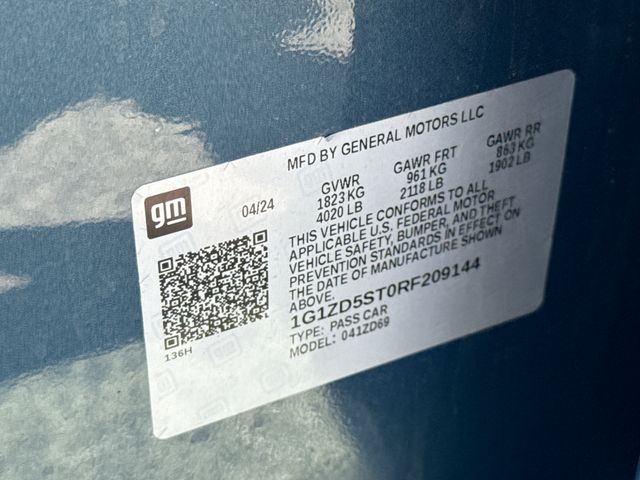 MFD BY GENERAL MOTORS LLC
gm
04/24
GVWR GAWR FRT GAWR RR
1823 KG 961 KG 863 KG
4020 LB 2118 LB 1902 LB
THIS VEHICLE CONFORMS TO ALL
APPLICABLE U.S. FEDERAL MOTOR
VEHICLE SAFETY, BUMPER, AND THEFT
PREVENTION STANDARDS IN EFFECT ON
THE DATE OF MANUFACTURE SHOWN
ABOVE.
1G1ZD5ST0RF209144
TYPE: PASS CAR
MODEL: 041ZD69
136H